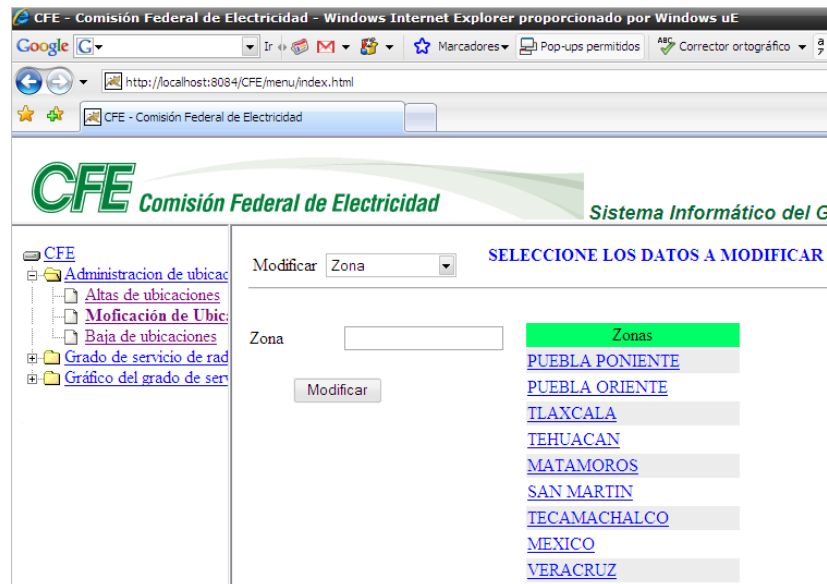 CFE - Comisión Federal de Electricidad - Windows Internet Explorer proporcionado por Windows uE
Google G Ir Marcadores Pop-ups permitidos ABC Corrector ortográfico
http://localhost:8084/CFE/menu/index.html
CFE - Comisión Federal de Electricidad
CFE Comisión Federal de Electricidad
Sistema Informático del G
CFE
Administracion de ubicac
Altas de ubicaciones
Moficación de Ubic
Baja de ubicaciones
Grado de servicio de rad
Gráfico del grado de serv
Modificar Zona
SELECCIONE LOS DATOS A MODIFICAR
Zona
Modificar
Zonas
PUEBLA PONIENTE
PUEBLA ORIENTE
TLAXCALA
TEHUACAN
MATAMOROS
SAN MARTIN
TECAMACHALCO
MEXICO
VERACRUZ